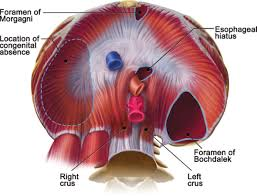 Foramen of
Morgagni
Location of
congenital
absence
Esophageal
hiatus
Foramen of
Bochdalek
Right
crus
Left
crus